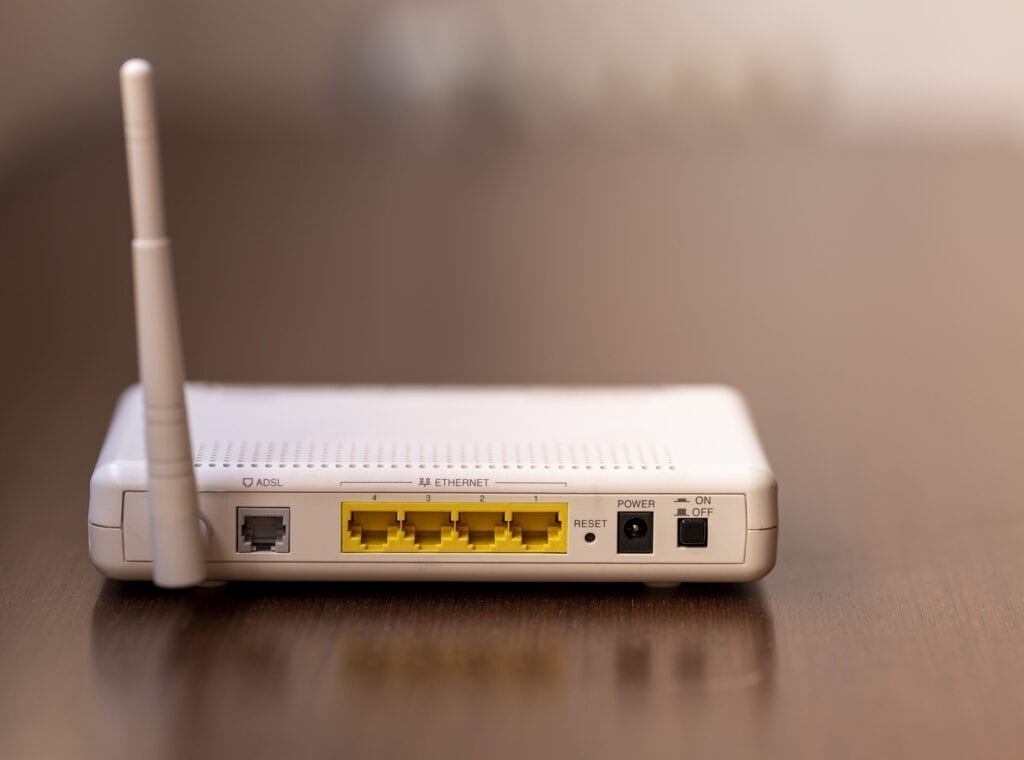 ADSL
ETHERNET
4 3 2 1
RESET
POWER
ON
OFF